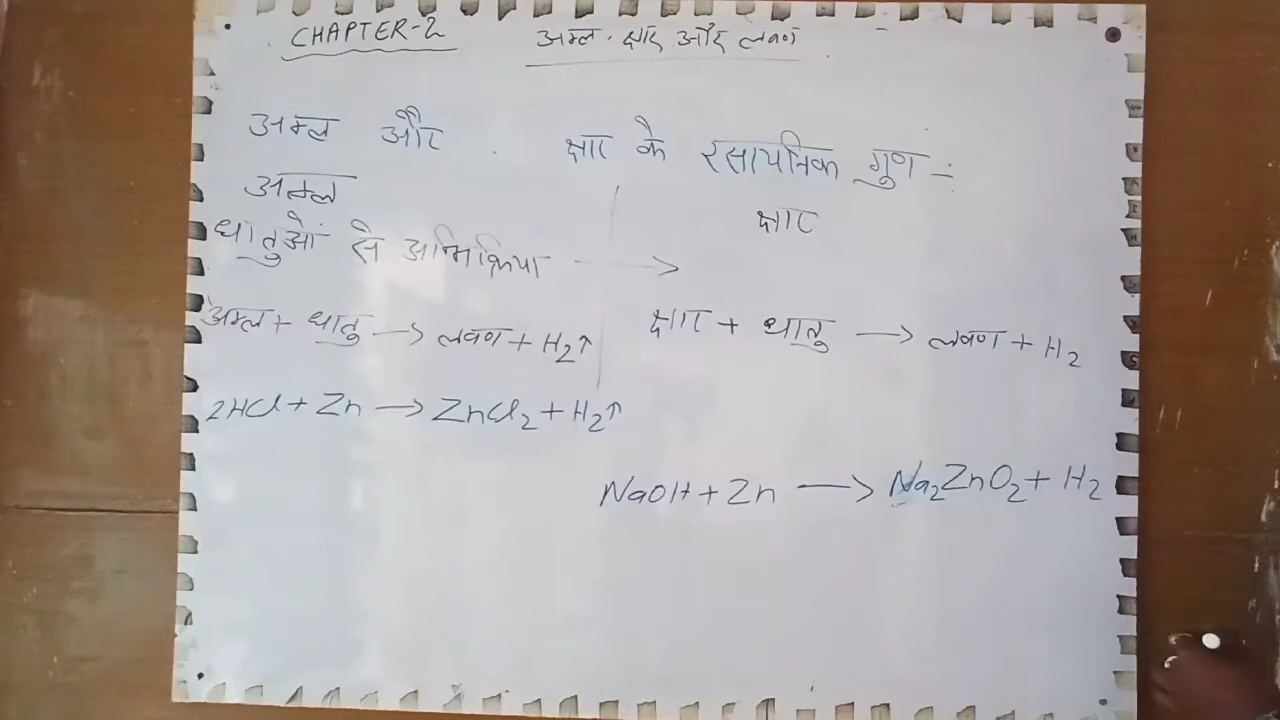 CHAPTER-2 अम्ल, क्षार और लवण
अम्ल और क्षार के रसायनिक गुण -
अम्ल
क्षार
धातुओं से अभिक्रिया →
अम्ल + धातु → लवण + H₂↑
क्षार + धातु → लवण + H₂
2HCl + Zn → ZnCl₂ + H₂↑
NaOH + Zn → Na₂ZnO₂ + H₂